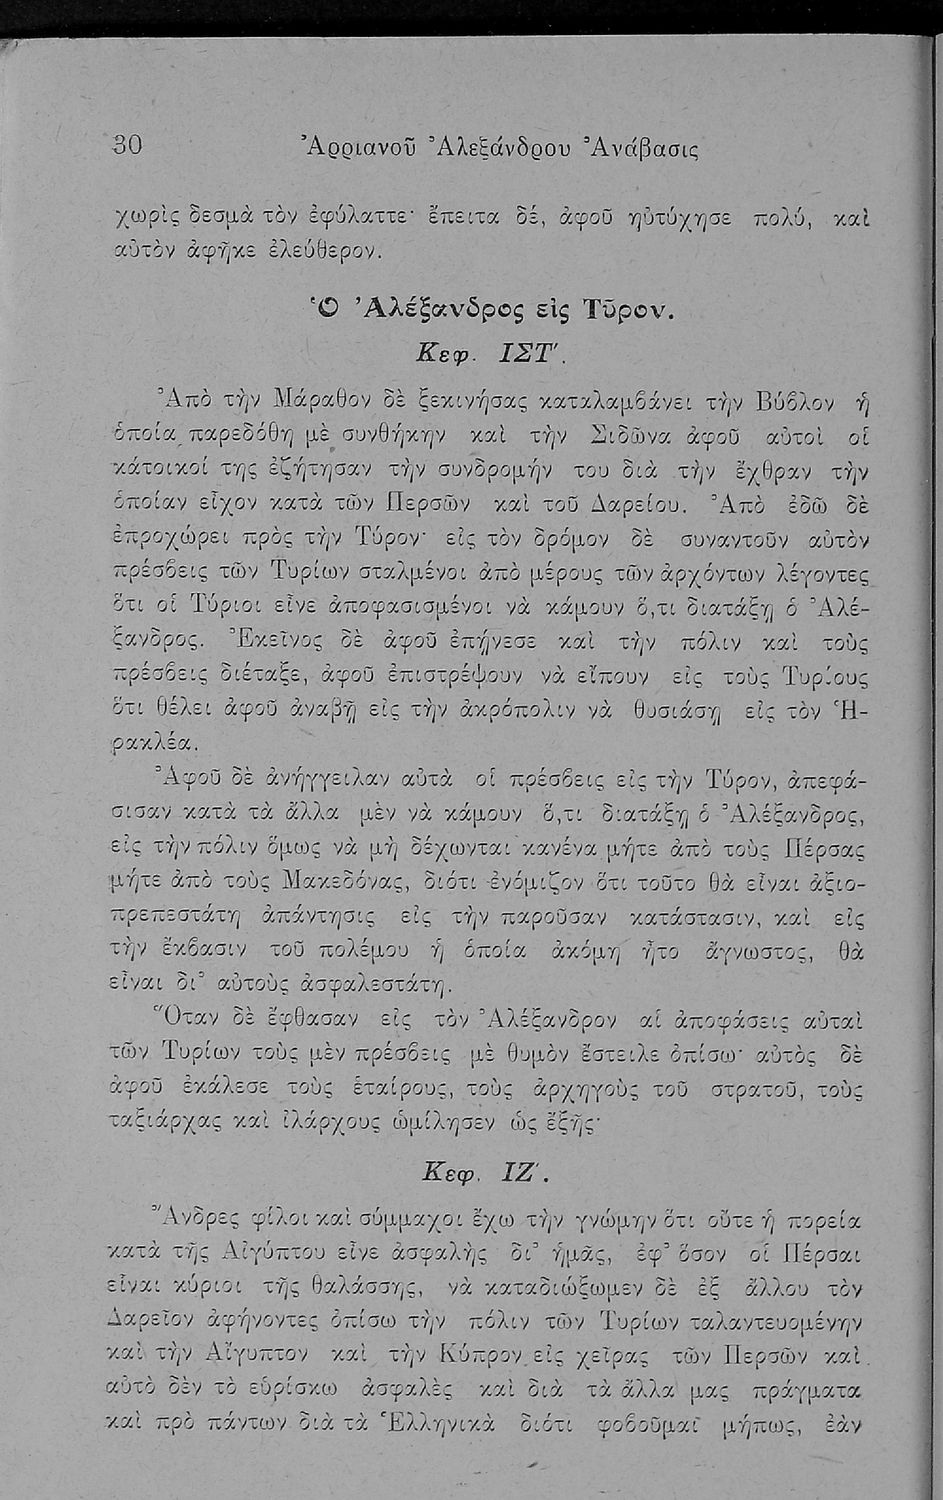 30 Ἀρριανοῦ Ἀλεξάνδρου Ἀνάβασις
χωρὶς δεσμὰ τὸν ἐφύλαττε· ἔπειτα δέ, ἀφοῦ ηὐτύχησε πολύ, καὶ
αὐτὸν ἀφῆκε ἐλεύθερον.
Ὁ Ἀλέξανδρος εἰς Τῦρον.
Κεφ. ΙΣΤ'.
Ἀπὸ τὴν Μάραθον δὲ ξεκινήσας καταλαμβάνει τὴν Βύβλον ἡ
ὁποία παρεδόθη μὲ συνθήκην καὶ τὴν Σιδῶνα ἀφοῦ αὐτοὶ οἱ
κάτοικοί της ἐζήτησαν τὴν συνδρομήν του διὰ τὴν ἔχθραν τὴν
ὁποίαν εἶχον κατὰ τῶν Περσῶν καὶ τοῦ Δαρείου. Ἀπὸ ἐδῶ δὲ
ἐπροχώρει πρὸς τὴν Τύρον· εἰς τὸν δρόμον δὲ συναντοῦν αὐτὸν
πρέσβεις τῶν Τυρίων σταλμένοι ἀπὸ μέρους τῶν ἀρχόντων λέγοντες
ὅτι οἱ Τύριοι εἶνε ἀποφασισμένοι νὰ κάμουν ὅ,τι διατάξῃ ὁ Ἀλέ-
ξανδρος. Ἐκεῖνος δὲ ἀφοῦ ἐπῄνεσε καὶ τὴν πόλιν καὶ τοὺς
πρέσβεις διέταξε, ἀφοῦ ἐπιστρέψουν νὰ εἴπουν εἰς τοὺς Τυρίους
ὅτι θέλει ἀφοῦ ἀναβῇ εἰς τὴν ἀκρόπολιν νὰ θυσιάσῃ εἰς τὸν Ἡ-
ρακλέα.
Ἀφοῦ δὲ ἀνήγγειλαν αὐτὰ οἱ πρέσβεις εἰς τὴν Τύρον, ἀπεφά-
σισαν κατὰ τὰ ἄλλα μὲν νὰ κάμουν ὅ,τι διατάξῃ ὁ Ἀλέξανδρος,
εἰς τὴν πόλιν ὅμως νὰ μὴ δέχωνται κανένα μήτε ἀπὸ τοὺς Πέρσας
μήτε ἀπὸ τοὺς Μακεδόνας, διότι ἐνόμιζον ὅτι τοῦτο θὰ εἶναι ἀξιο-
πρεπεστάτη ἀπάντησις εἰς τὴν παροῦσαν κατάστασιν, καὶ εἰς
τὴν ἔκβασιν τοῦ πολέμου ἡ ὁποία ἀκόμη ἦτο ἄγνωστος, θὰ
εἶναι δι' αὐτοὺς ἀσφαλεστάτη.
Ὅταν δὲ ἔφθασαν εἰς τὸν Ἀλέξανδρον αἱ ἀποφάσεις αὐταὶ
τῶν Τυρίων τοὺς μὲν πρέσβεις μὲ θυμὸν ἔστειλε ὀπίσω· αὐτὸς δὲ
ἀφοῦ ἐκάλεσε τοὺς ἑταίρους, τοὺς ἀρχηγοὺς τοῦ στρατοῦ, τοὺς
ταξιάρχας καὶ ἰλάρχους ὡμίλησεν ὡς ἔξῆς·
Κεφ. ΙΖ'.
Ἄνδρες φίλοι καὶ σύμμαχοι ἔχω τὴν γνώμην ὅτι οὔτε ἡ πορεία
κατὰ τῆς Αἰγύπτου εἶνε ἀσφαλὴς δι' ἡμᾶς, ἐφ' ὅσον οἱ Πέρσαι
εἶναι κύριοι τῆς θαλάσσης, νὰ καταδιώξωμεν δὲ ἐξ ἄλλου τὸν
Δαρεῖον ἀφήνοντες ὀπίσω τὴν πόλιν τῶν Τυρίων ταλαντευομένην
καὶ τὴν Αἴγυπτον καὶ τὴν Κύπρον εἰς χεῖρας τῶν Περσῶν καὶ
αὐτὸ δὲν τὸ εὑρίσκω ἀσφαλὲς καὶ διὰ τὰ ἄλλα μας πράγματα
καὶ πρὸ πάντων διὰ τὰ Ἑλληνικὰ διότι φοβοῦμαι μήπως, ἐὰν